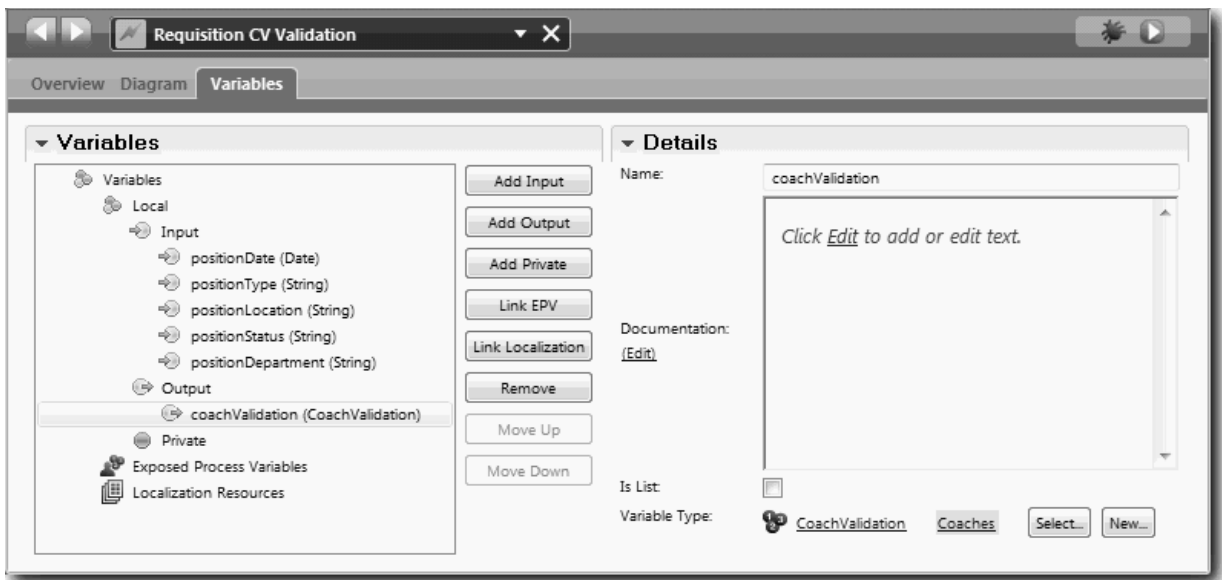 Requisition CV Validation
Overview Diagram Variables
Variables
Variables
Local
Input
positionDate (Date)
positionType (String)
positionLocation (String)
positionStatus (String)
positionDepartment (String)
Output
coachValidation (CoachValidation)
Private
Exposed Process Variables
Localization Resources
Add Input
Add Output
Add Private
Link EPV
Link Localization
Remove
Move Up
Move Down
Details
Name: coachValidation
Click Edit to add or edit text.
Documentation:
(Edit)
Is List:
Variable Type: CoachValidation Coaches Select... New...